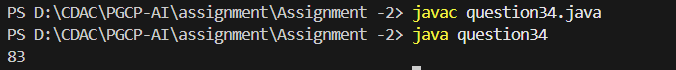 PS D:\CDAC\PGCP-AI\assignment\Assignment -2> javac question34.java
PS D:\CDAC\PGCP-AI\assignment\Assignment -2> java question34
83